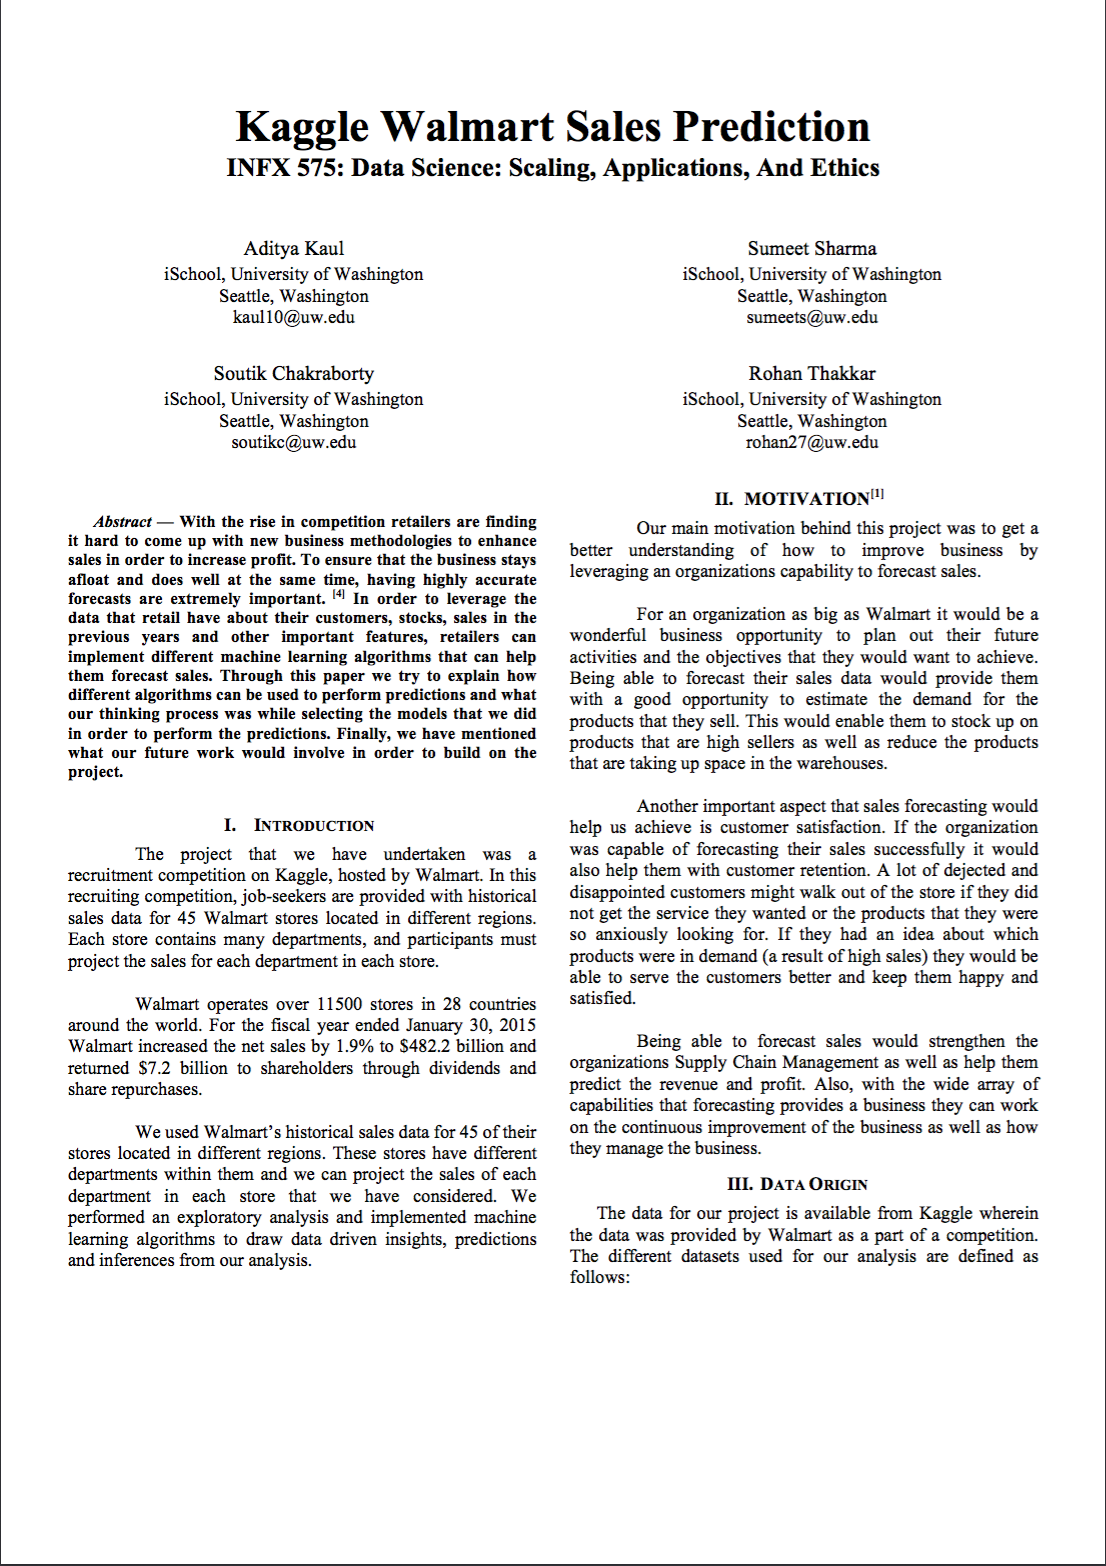 Kaggle Walmart Sales Prediction
INFX 575: Data Science: Scaling, Applications, And Ethics
Aditya Kaul
iSchool, University of Washington
Seattle, Washington
kaul10@uw.edu
Sumeet Sharma
iSchool, University of Washington
Seattle, Washington
sumeets@uw.edu
Soutik Chakraborty
iSchool, University of Washington
Seattle, Washington
soutikc@uw.edu
Rohan Thakkar
iSchool, University of Washington
Seattle, Washington
rohan27@uw.edu
Abstract — With the rise in competition retailers are finding
it hard to come up with new business methodologies to enhance
sales in order to increase profit. To ensure that the business stays
afloat and does well at the same time, having highly accurate
forecasts are extremely important. [4] In order to leverage the
data that retail have about their customers, stocks, sales in the
previous years and other important features, retailers can
implement different machine learning algorithms that can help
them forecast sales. Through this paper we try to explain how
different algorithms can be used to perform predictions and what
our thinking process was while selecting the models that we did
in order to perform the predictions. Finally, we have mentioned
what our future work would involve in order to build on the
project.
I. INTRODUCTION
The project that we have undertaken was a
recruitment competition on Kaggle, hosted by Walmart. In this
recruiting competition, job-seekers are provided with historical
sales data for 45 Walmart stores located in different regions.
Each store contains many departments, and participants must
project the sales for each department in each store.
Walmart operates over 11500 stores in 28 countries
around the world. For the fiscal year ended January 30, 2015
Walmart increased the net sales by 1.9% to $482.2 billion and
returned $7.2 billion to shareholders through dividends and
share repurchases.
We used Walmart's historical sales data for 45 of their
stores located in different regions. These stores have different
departments within them and we can project the sales of each
department in each store that we have considered. We
performed an exploratory analysis and implemented machine
learning algorithms to draw data driven insights, predictions
and inferences from our analysis.
II. MOTIVATION[1]
Our main motivation behind this project was to get a
better understanding of how to improve business by
leveraging an organizations capability to forecast sales.
For an organization as big as Walmart it would be a
wonderful business opportunity to plan out their future
activities and the objectives that they would want to achieve.
Being able to forecast their sales data would provide them
with a good opportunity to estimate the demand for the
products that they sell. This would enable them to stock up on
products that are high sellers as well as reduce the products
that are taking up space in the warehouses.
Another important aspect that sales forecasting would
help us achieve is customer satisfaction. If the organization
was capable of forecasting their sales successfully it would
also help them with customer retention. A lot of dejected and
disappointed customers might walk out of the store if they did
not get the service they wanted or the products that they were
so anxiously looking for. If they had an idea about which
products were in demand (a result of high sales) they would be
able to serve the customers better and keep them happy and
satisfied.
Being able to forecast sales would strengthen the
organizations Supply Chain Management as well as help them
predict the revenue and profit. Also, with the wide array of
capabilities that forecasting provides a business they can work
on the continuous improvement of the business as well as how
they manage the business.
III. DATA ORIGIN
The data for our project is available from Kaggle wherein
the data was provided by Walmart as a part of a competition.
The different datasets used for our analysis are defined as
follows: